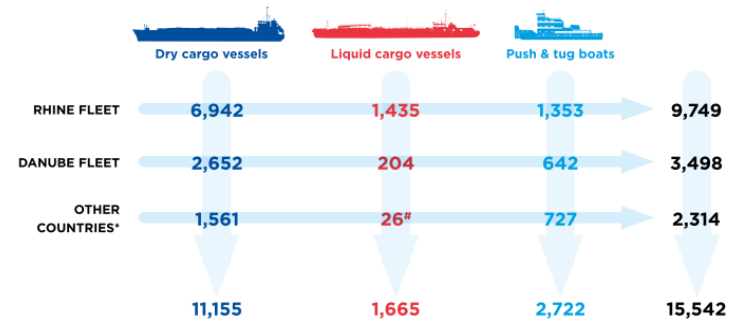 Dry cargo vessels Liquid cargo vessels Push & tug boats
RHINE FLEET 6,942 1,435 1,353 9,749
DANUBE FLEET 2,652 204 642 3,498
OTHER
COUNTRIES* 1,561 26# 727 2,314
11,155 1,665 2,722 15,542